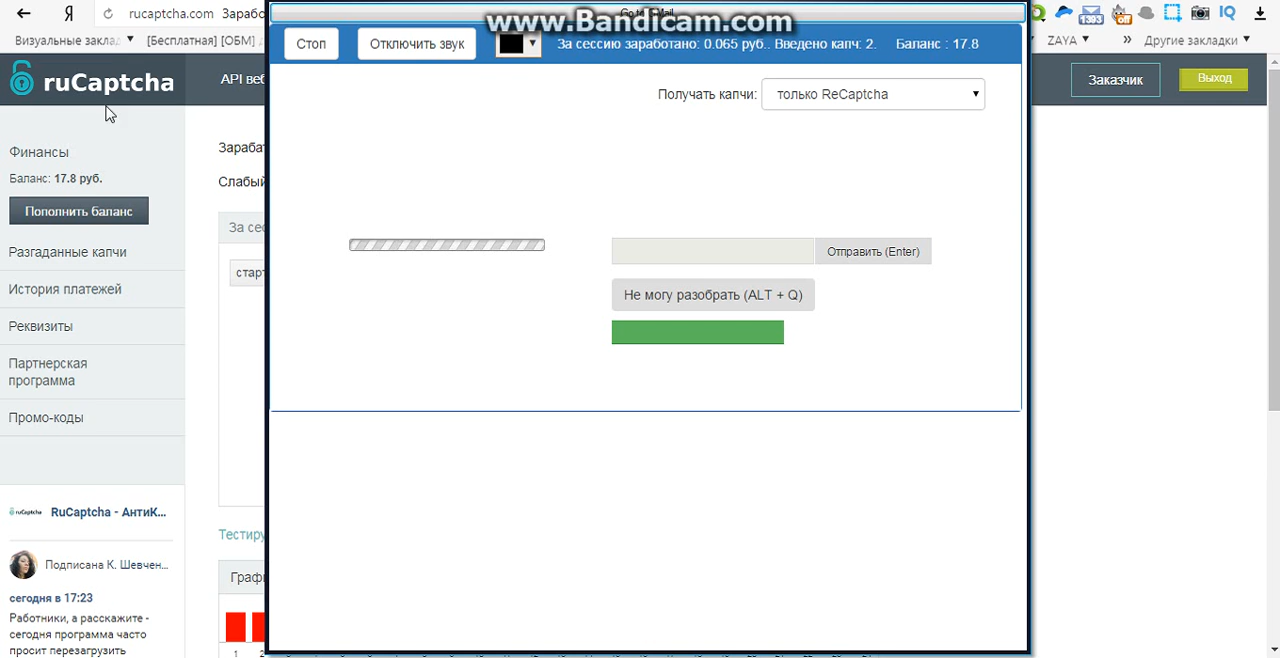 rucaptcha.com
www.Bandicam.com
Визуальные заклад
[Бесплатная] [ОБМ]
ZAYA
»
Другие закладки
IQ
Стоп
Отключить звук
За сессию заработано: 0.065 руб.. Введено капч: 2.
Баланс : 17.8
ruCaptcha
Заказчик
Выход
Получать капчи:
только ReCaptcha
Финансы
Баланс: 17.8 руб.
Пополнить баланс
Разгаданные капчи
История платежей
Реквизиты
Партнерская
программа
Промо-коды
Отправить (Enter)
Не могу разобрать (ALT + Q)
ruCaptcha
RuCaptcha - АнтиК...
Подписана К. Шевчен...
сегодня в 17:23
Работники, а расскажите -
сегодня программа часто
просит перезагрузить